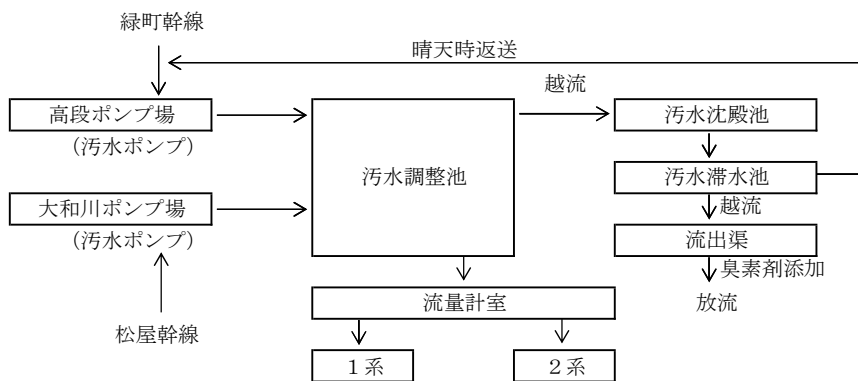 緑町幹線
晴天時返送
越流
高段ポンプ場
(汚水ポンプ)
汚水調整池
汚水沈殿池
汚水滞水池
越流
大和川ポンプ場
(汚水ポンプ)
流出渠
臭素剤添加
放流
流量計室
松屋幹線
1系
2系